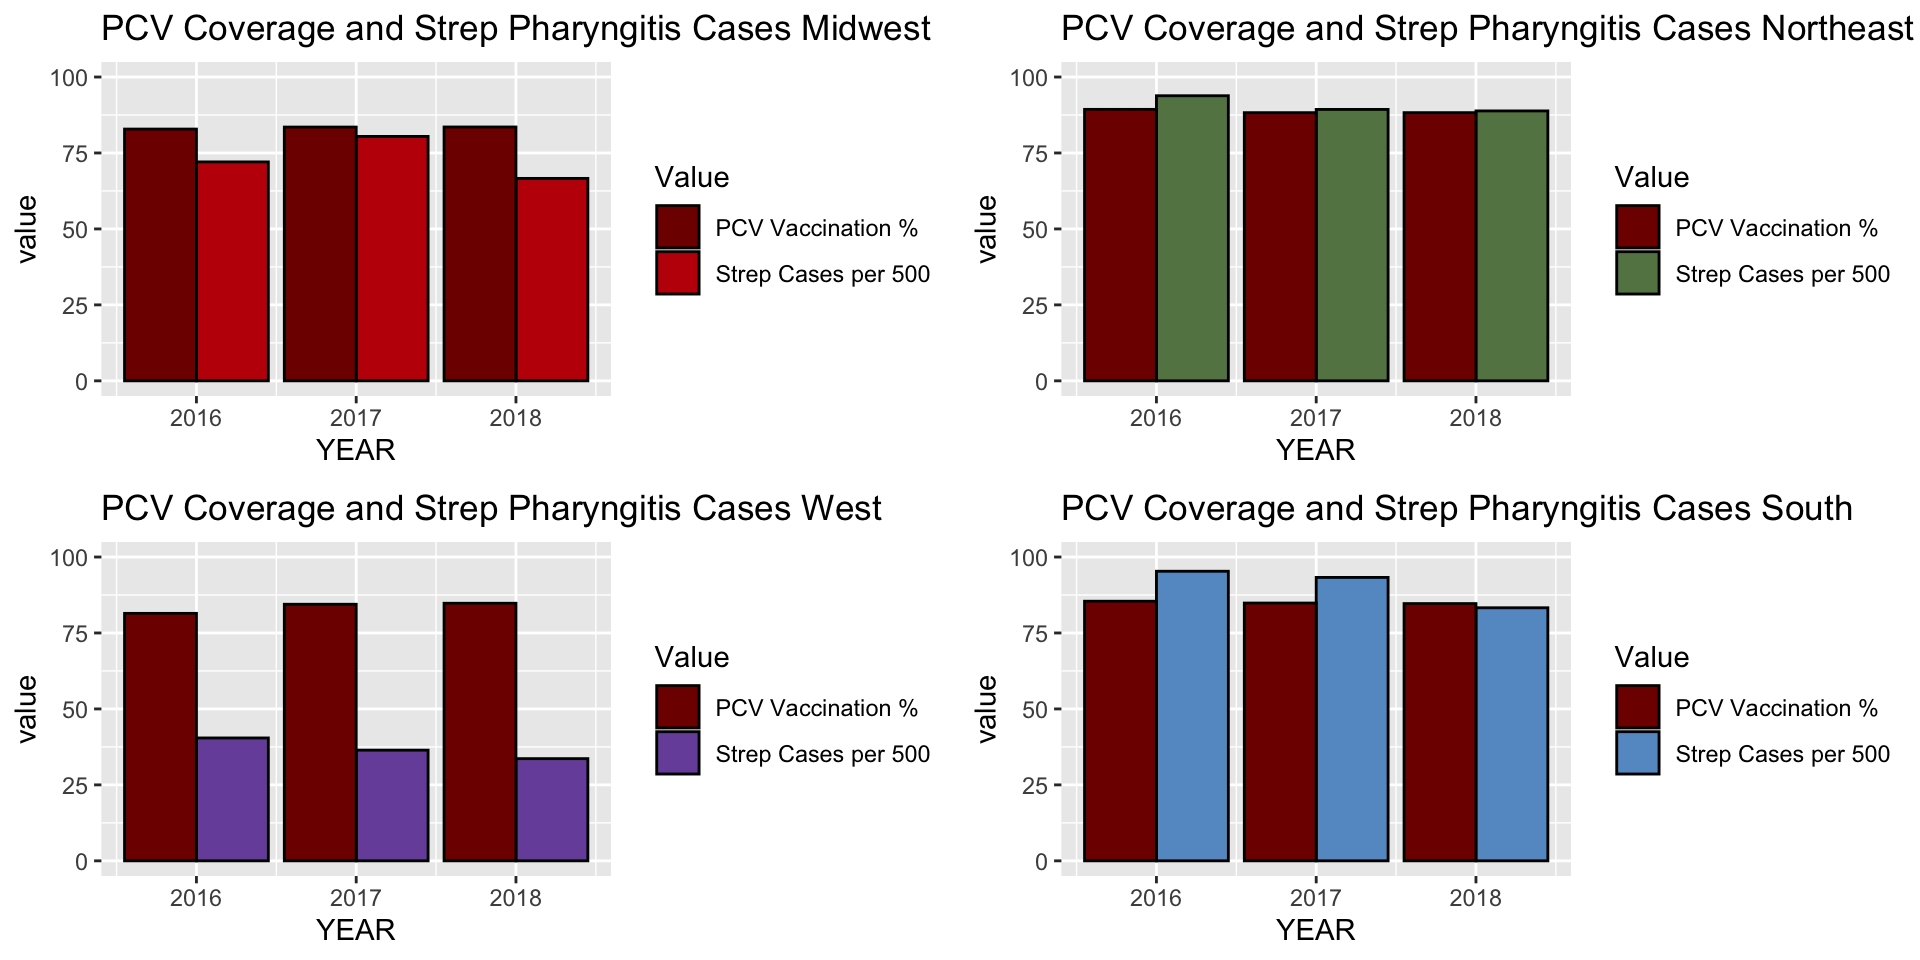 PCV Coverage and Strep Pharyngitis Cases Midwest
100
75
50
25
0
value
2016 2017 2018
YEAR
Value
PCV Vaccination %
Strep Cases per 500
PCV Coverage and Strep Pharyngitis Cases Northeast
100
75
50
25
0
value
2016 2017 2018
YEAR
Value
PCV Vaccination %
Strep Cases per 500
PCV Coverage and Strep Pharyngitis Cases West
100
75
50
25
0
value
2016 2017 2018
YEAR
Value
PCV Vaccination %
Strep Cases per 500
PCV Coverage and Strep Pharyngitis Cases South
100
75
50
25
0
value
2016 2017 2018
YEAR
Value
PCV Vaccination %
Strep Cases per 500